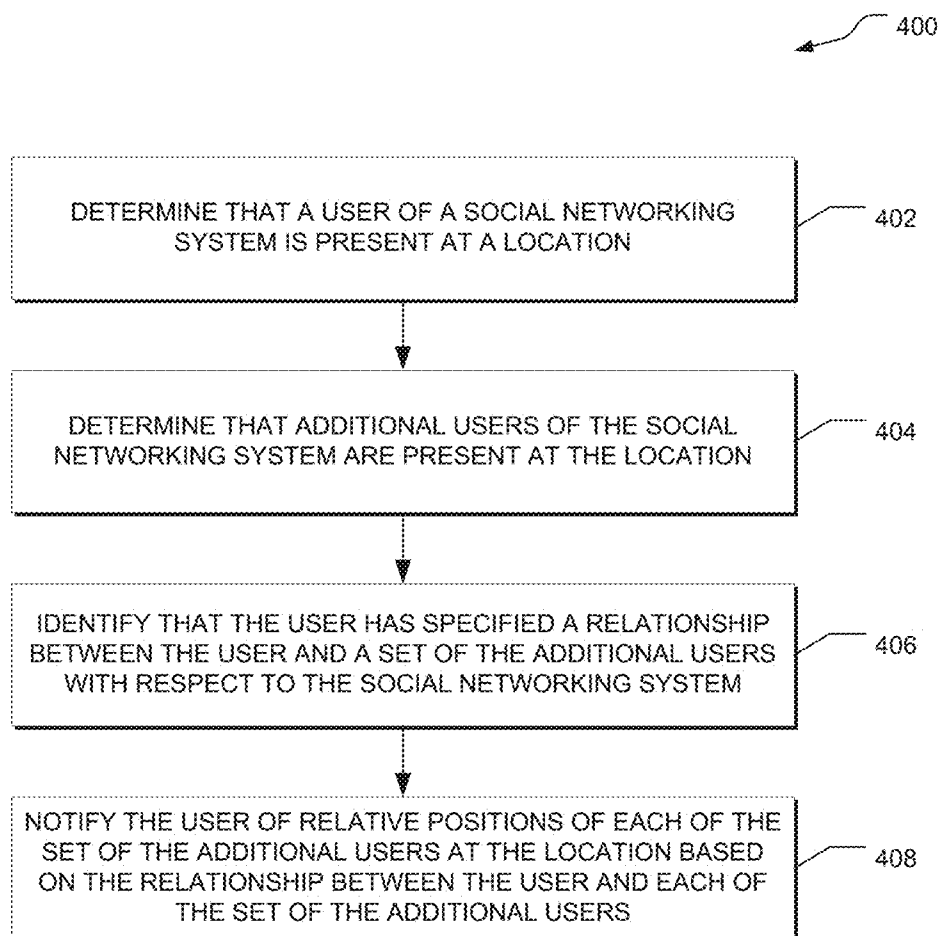 400
DETERMINE THAT A USER OF A SOCIAL NETWORKING
SYSTEM IS PRESENT AT A LOCATION
402
DETERMINE THAT ADDITIONAL USERS OF THE SOCIAL
NETWORKING SYSTEM ARE PRESENT AT THE LOCATION
404
IDENTIFY THAT THE USER HAS SPECIFIED A RELATIONSHIP
BETWEEN THE USER AND A SET OF THE ADDITIONAL USERS
WITH RESPECT TO THE SOCIAL NETWORKING SYSTEM
406
NOTIFY THE USER OF RELATIVE POSITIONS OF EACH OF THE
SET OF THE ADDITIONAL USERS AT THE LOCATION BASED
ON THE RELATIONSHIP BETWEEN THE USER AND EACH OF
THE SET OF THE ADDITIONAL USERS
408